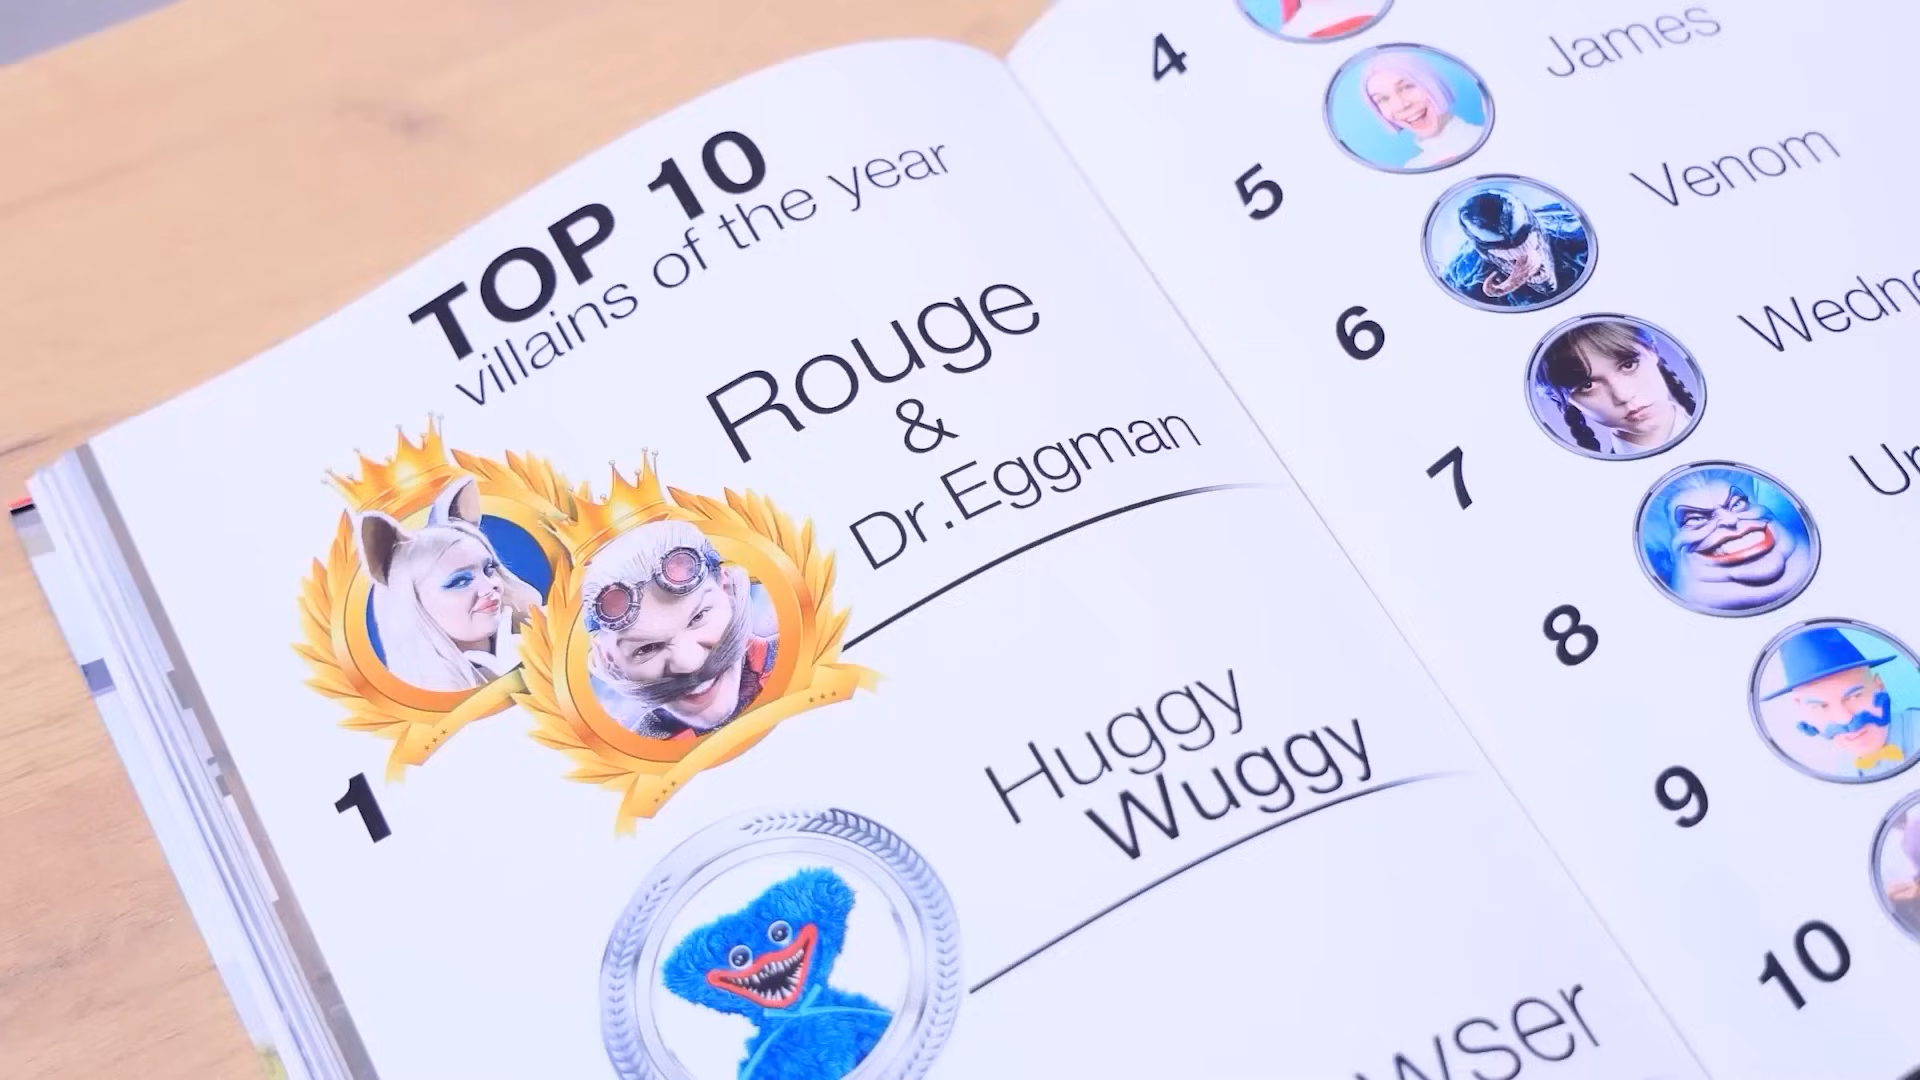 TOP 10
villains of the year
Rouge
&
Dr.Eggman
1
Huggy
Wuggy
4
James
5
Venom
6
7
8
9
10